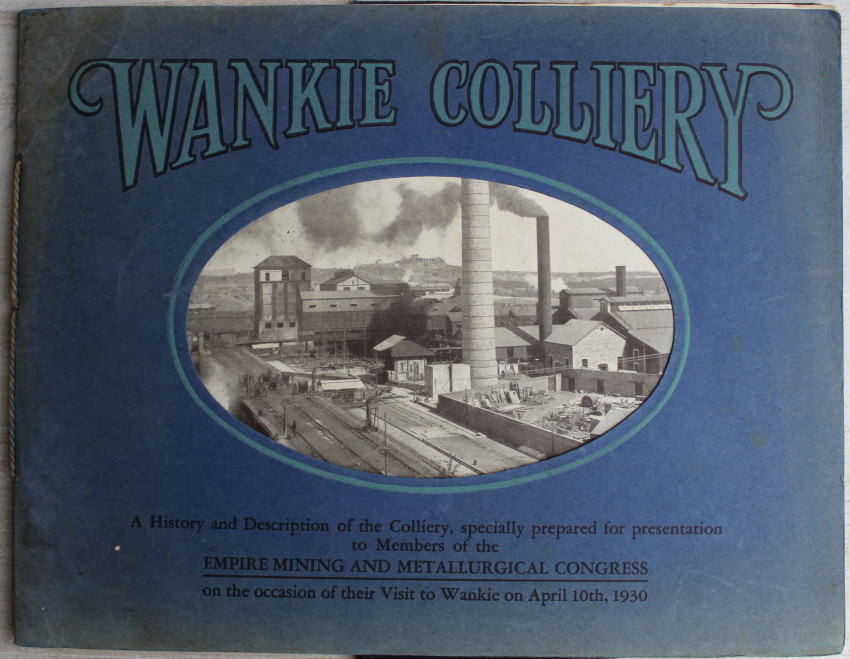 WANKIE COLLIERY
A History and Description of the Colliery, specially prepared for presentation
to Members of the
EMPIRE MINING AND METALLURGICAL CONGRESS
on the occasion of their Visit to Wankie on April 10th, 1930